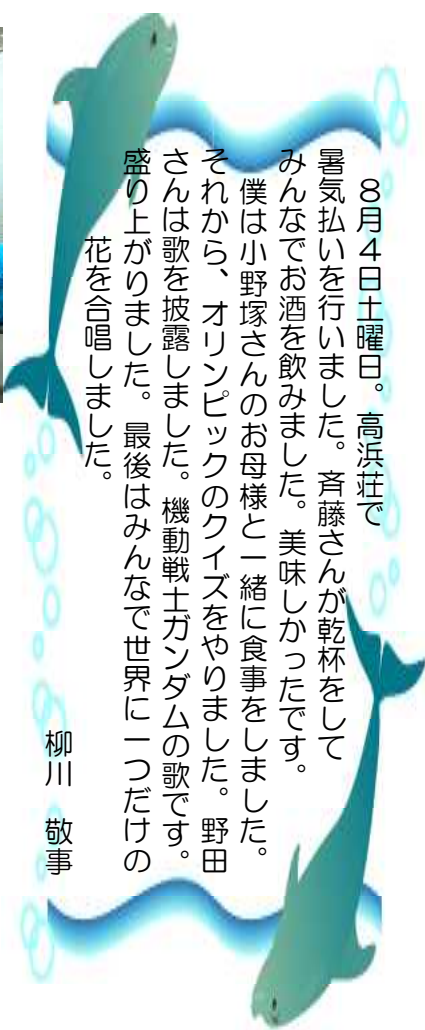 ８月４日土曜日。高浜荘で
暑気払いを行いました。斉藤さんが乾杯をして
みんなでお酒を飲みました。美味しかったです。
僕は小野塚さんのお母様と一緒に食事をしました。
それから、オリンピックのクイズをやりました。野田
さんは歌を披露しました。機動戦士ガンダムの歌です。
盛り上がりました。最後はみんなで世界に一つだけの
花を合唱しました。
柳川　敬事